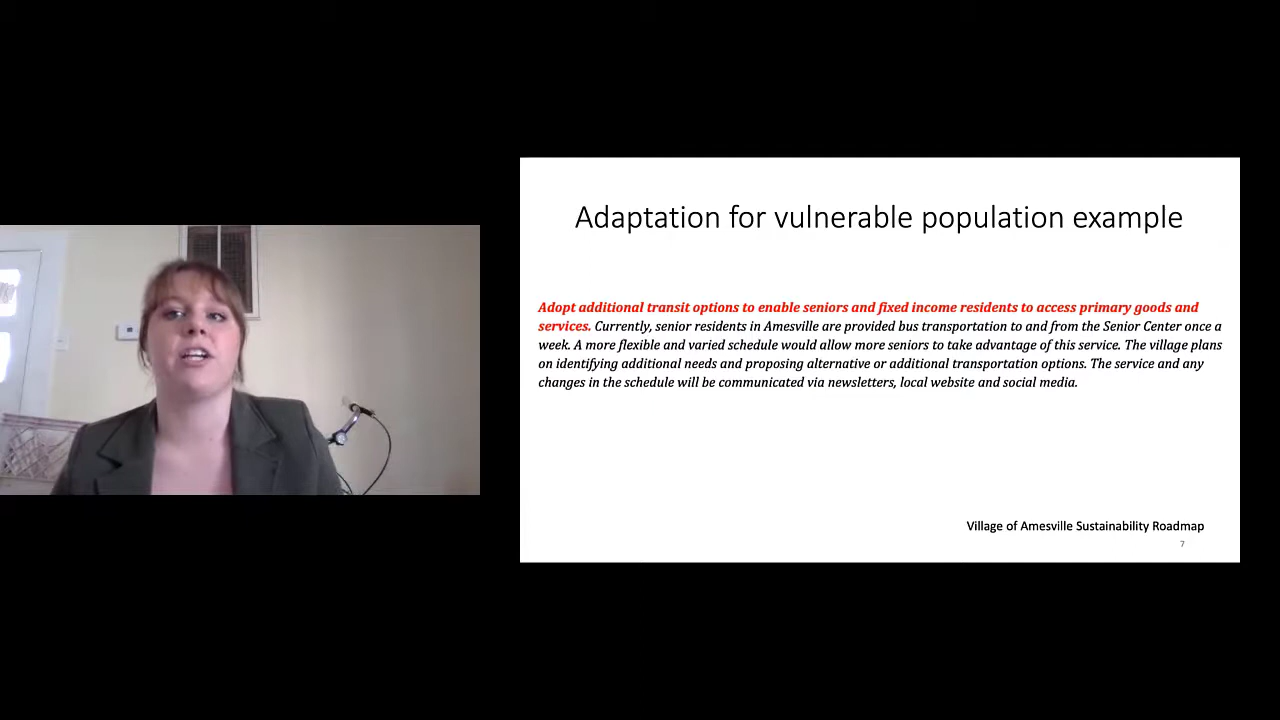 Adaptation for vulnerable population example
Adopt additional transit options to enable seniors and fixed income residents to access primary goods and
services. Currently, senior residents in Amesville are provided bus transportation to and from the Senior Center once a
week. A more flexible and varied schedule would allow more seniors to take advantage of this service. The village plans
on identifying additional needs and proposing alternative or additional transportation options. The service and any
changes in the schedule will be communicated via newsletters, local website and social media.
Village of Amesville Sustainability Roadmap
7